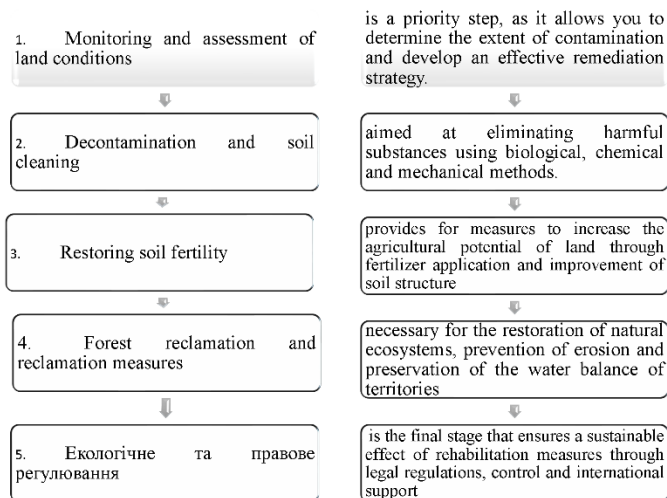 1. Monitoring and assessment of
land conditions
is a priority step, as it allows you to
determine the extent of contamination
and develop an effective remediation
strategy.
2. Decontamination and soil
cleaning
aimed at eliminating harmful
substances using biological, chemical
and mechanical methods.
3. Restoring soil fertility
provides for measures to increase the
agricultural potential of land through
fertilizer application and improvement of
soil structure
4. Forest reclamation and
reclamation measures
necessary for the restoration of natural
ecosystems, prevention of erosion and
preservation of the water balance of
territories
5. Екологічне та правове
регулювання
is the final stage that ensures a sustainable
effect of rehabilitation measures through
legal regulations, control and international
support